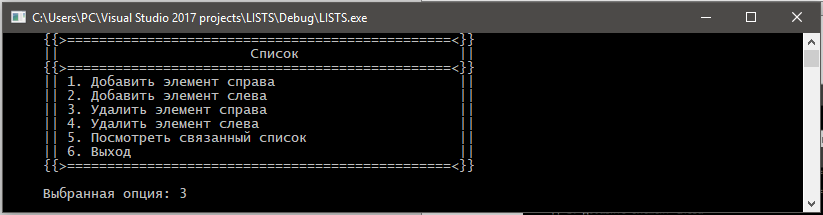 C:\Users\PC\Visual Studio 2017 projects\LISTS\Debug\LISTS.exe
{{>================================================<}}
||                        Список                    ||
{{>================================================<}}
|| 1. Добавить элемент справа                       ||
|| 2. Добавить элемент слева                        ||
|| 3. Удалить элемент справа                        ||
|| 4. Удалить элемент слева                         ||
|| 5. Посмотреть связанный список                   ||
|| 6. Выход                                         ||
{{>================================================<}}
Выбранная опция: 3